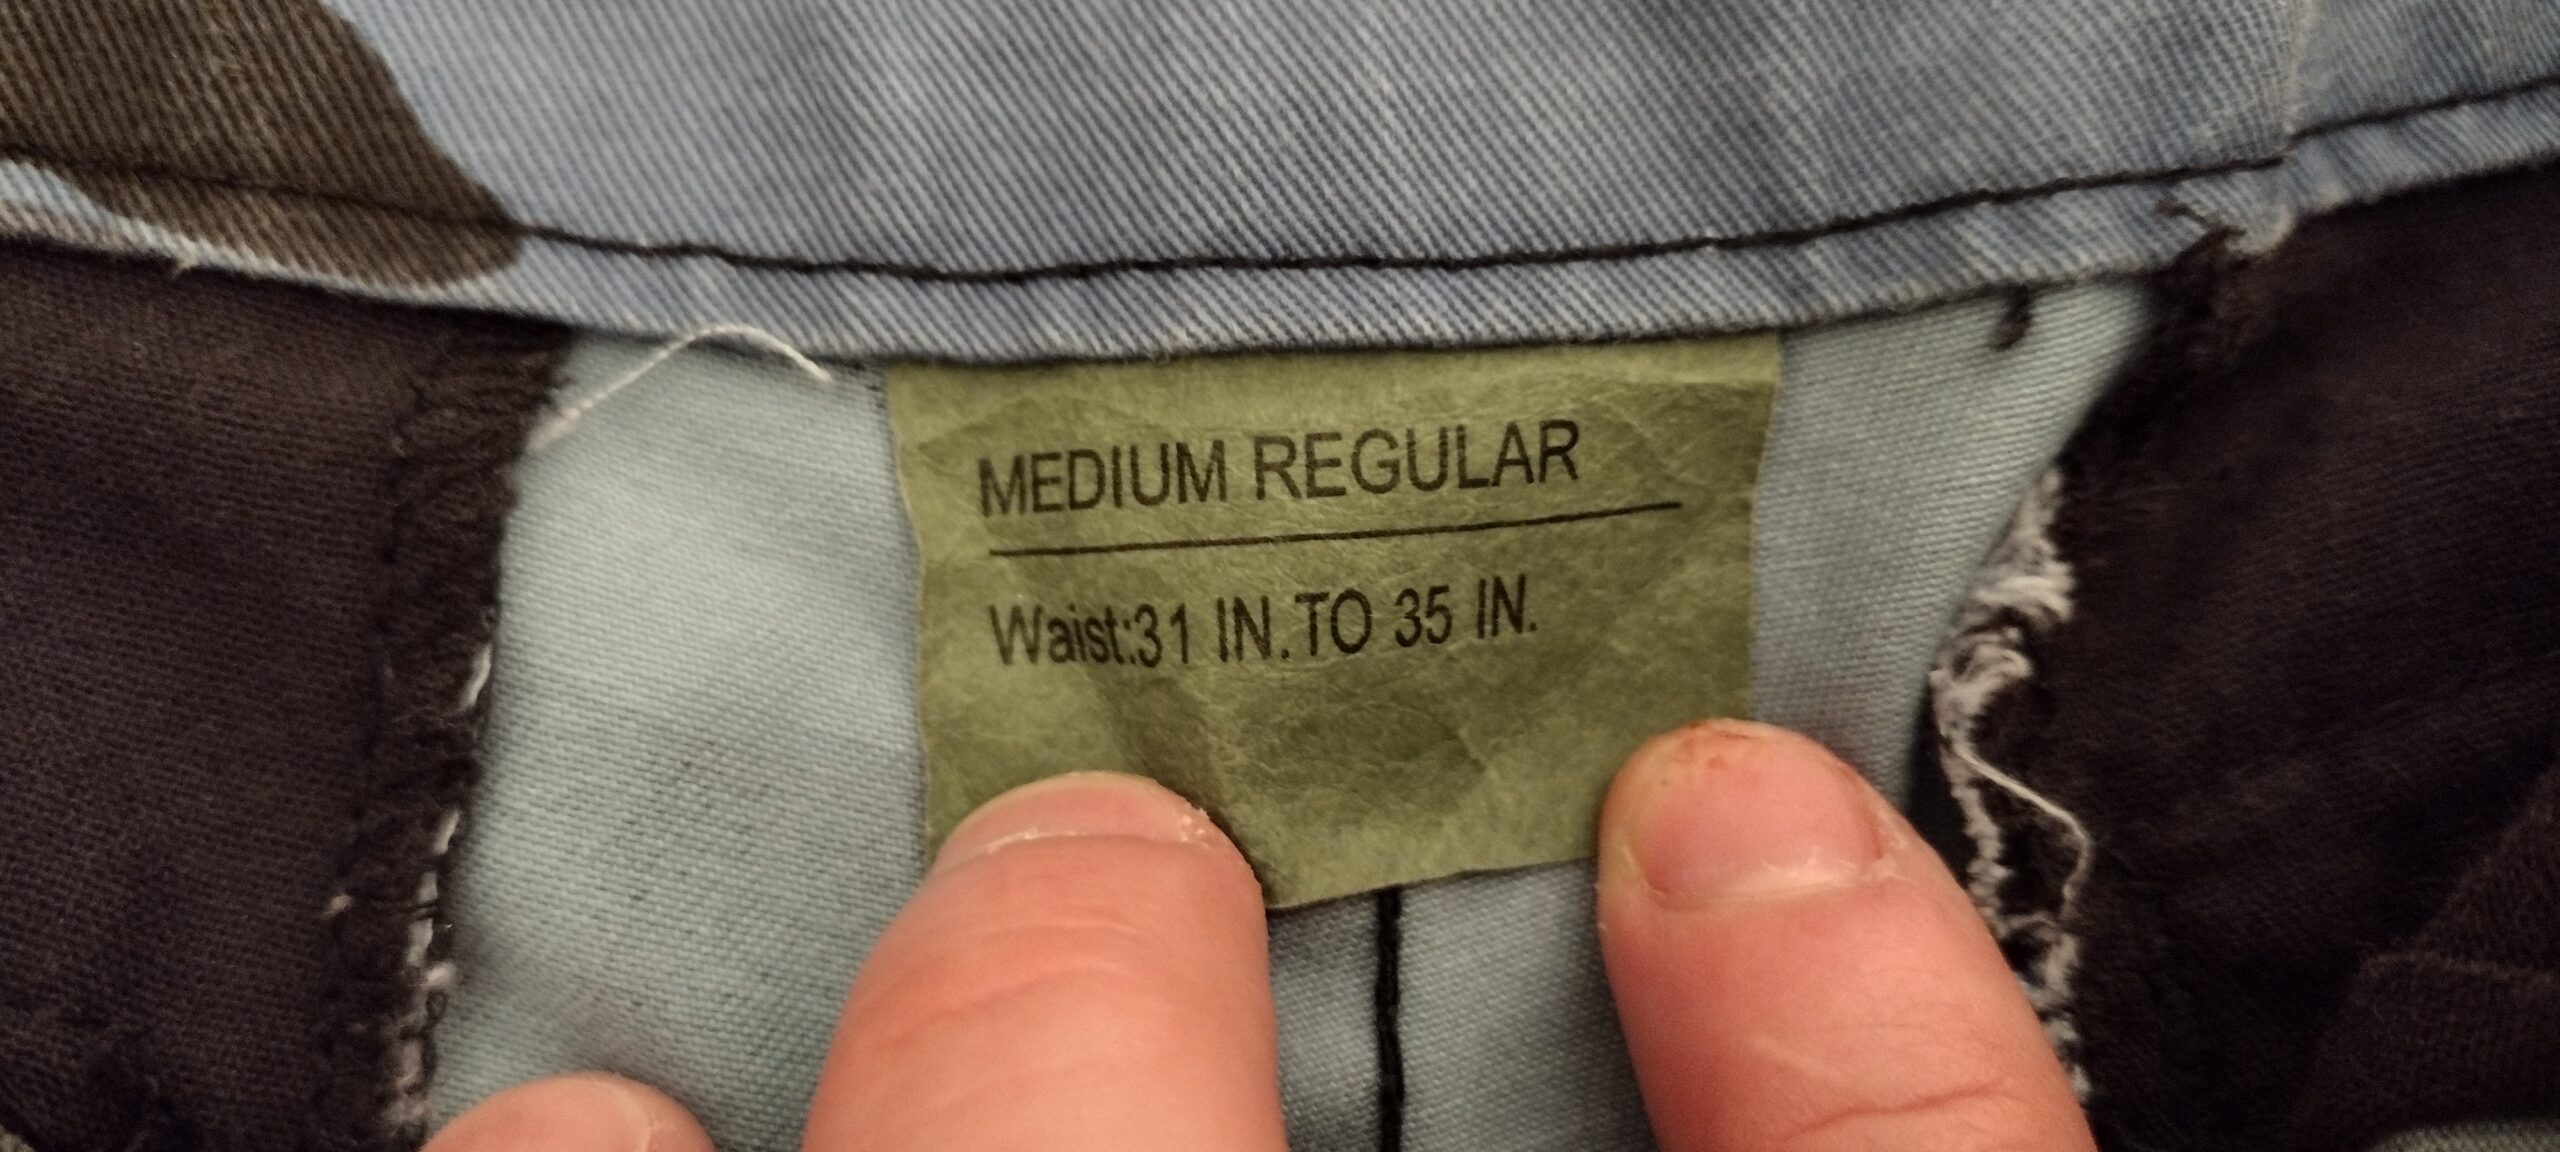 MEDIUM REGULAR
Waist:31 IN.TO 35 IN.